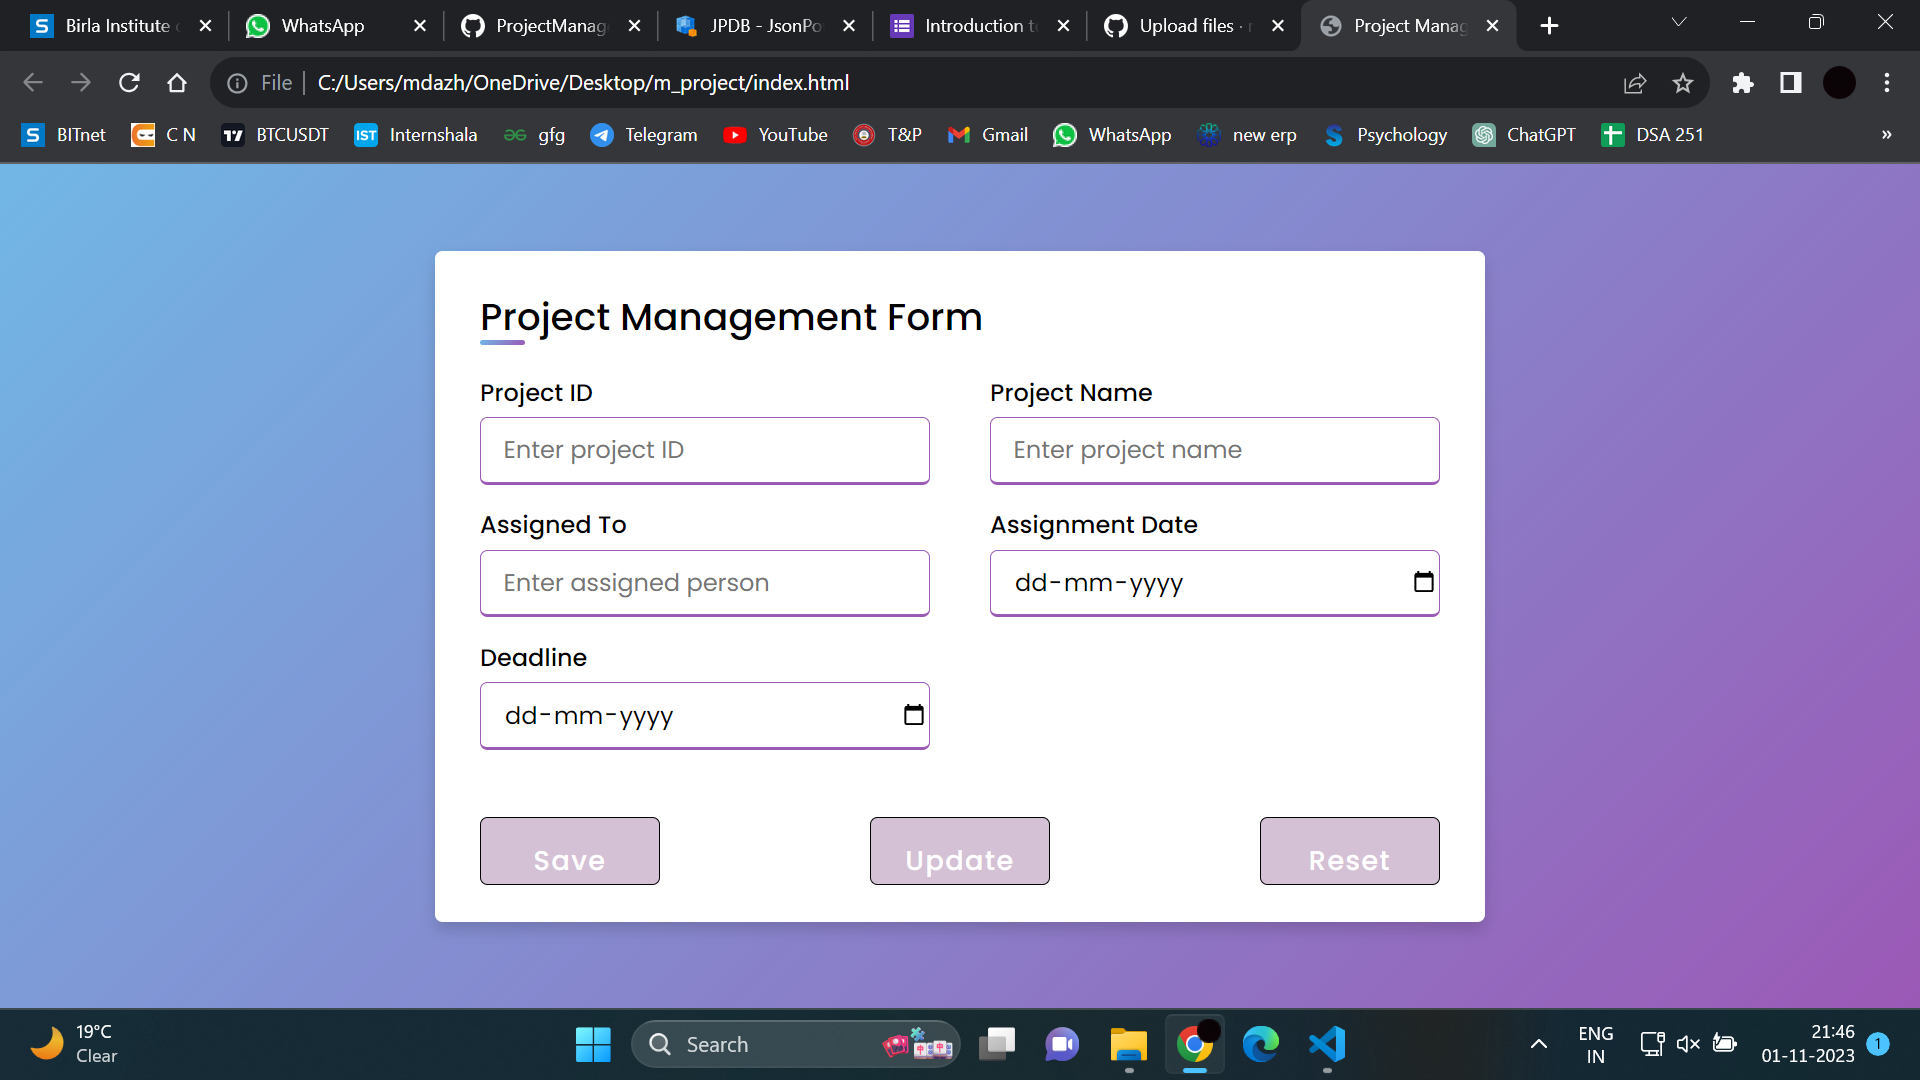 Birla Institute
WhatsApp
ProjectManag
JPDB - JsonPo
Introduction t
Upload files ·
Project Manag
File
C:/Users/mdazh/OneDrive/Desktop/m_project/index.html
BITnet
C N
BTCUSDT
IST
Internshala
gfg
Telegram
YouTube
T&P
Gmail
WhatsApp
new erp
Psychology
ChatGPT
DSA 251
»
Project Management Form
Project ID
Project Name
Enter project ID
Enter project name
Assigned To
Assignment Date
Enter assigned person
dd-mm-yyyy
Deadline
dd-mm-yyyy
Save
Update
Reset
19°C
Clear
Search
ENG
IN
21:46
01-11-2023
1